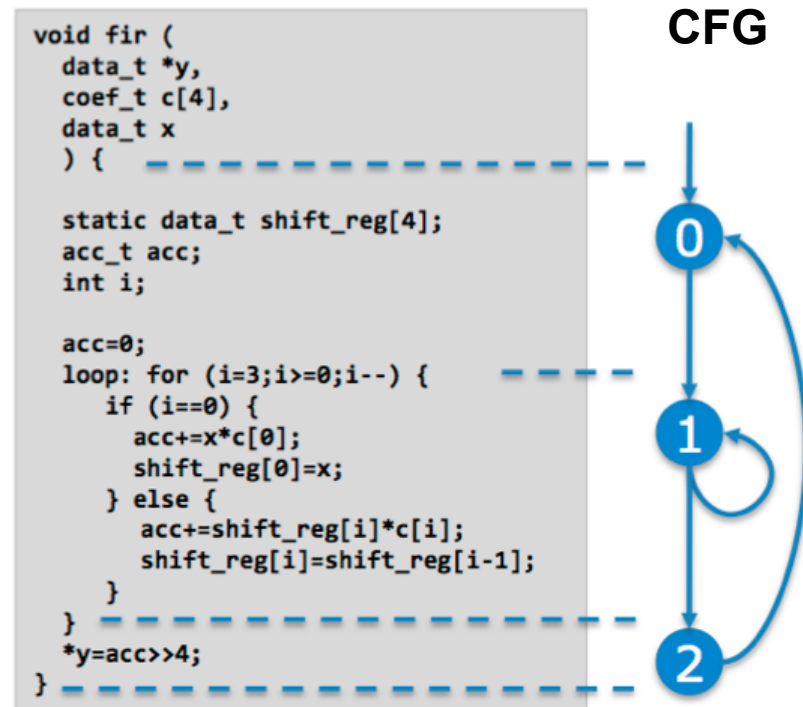 CFG
void fir (
data_t *y,
coef_t c[4],
data_t x
) {
static data_t shift_reg[4];
acc_t acc;
int i;
acc=0;
loop: for (i=3;i>=0;i--) {
if (i==0) {
acc+=x*c[0];
shift_reg[0]=x;
} else {
acc+=shift_reg[i]*c[i];
shift_reg[i]=shift_reg[i-1];
}
}
*y=acc>>4;
}
0
1
2